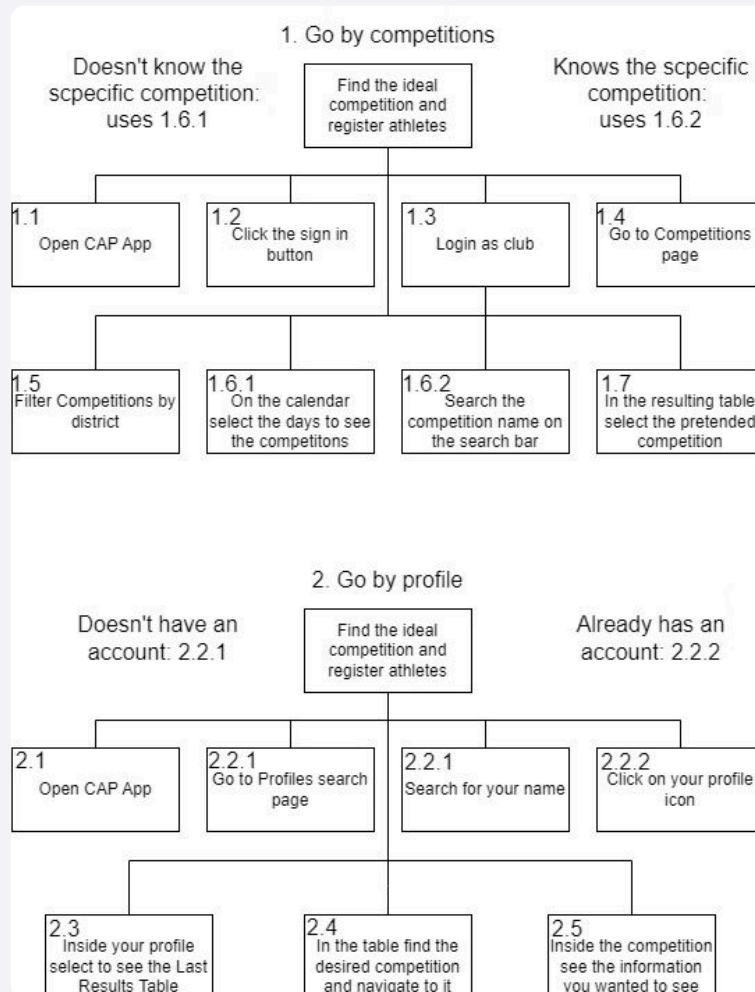 1. Go by competitions
Doesn't know the
scpecific competition:
uses 1.6.1
Find the ideal
competition and
register athletes
Knows the scpecific
competition:
uses 1.6.2
1.1
Open CAP App
1.2
Click the sign in
button
1.3
Login as club
1.4
Go to Competitions
page
1.5
Filter Competitions by
district
1.6.1
On the calendar
select the days to see
the competitons
1.6.2
Search the
competition name on
the search bar
1.7
In the resulting table
select the pretended
competition
2. Go by profile
Doesn't have an
account: 2.2.1
Find the ideal
competition and
register athletes
Already has an
account: 2.2.2
2.1
Open CAP App
2.2.1
Go to Profiles search
page
2.2.1
Search for your name
2.2.2
Click on your profile
icon
2.3
Inside your profile
select to see the Last
Results Table
2.4
In the table find the
desired competition
and navigate to it
2.5
Inside the competition
see the information
you wanted to see